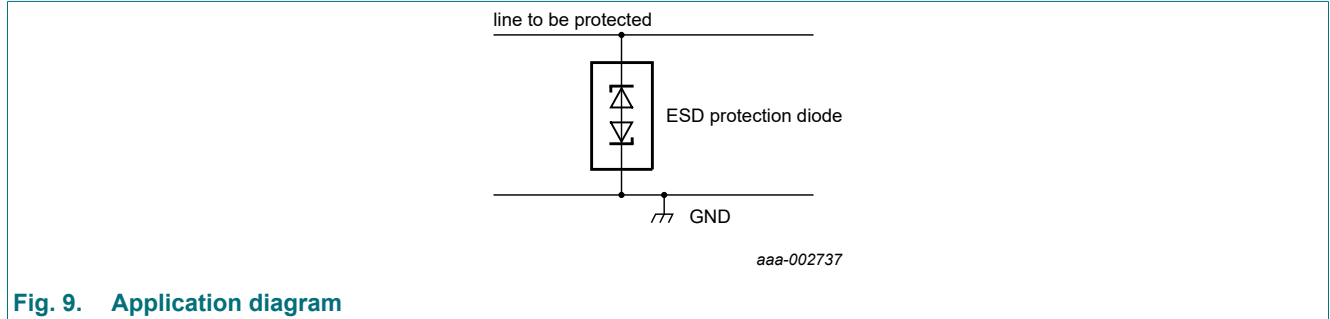 line to be protected
ESD protection diode
GND
aaa-002737
Fig. 9. Application diagram